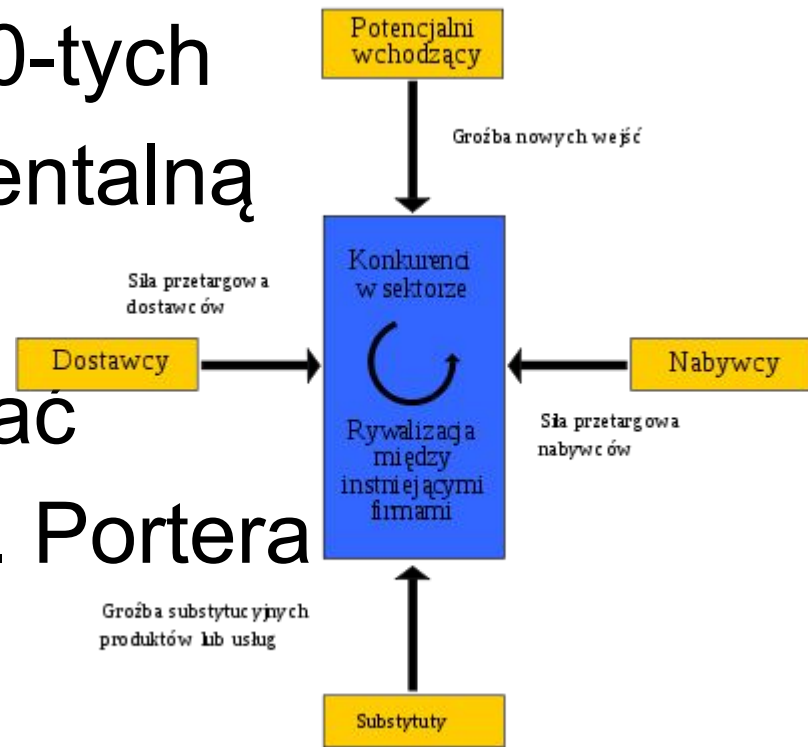 0-tych
entalną
ać
. Portera
Potencjalni
wchodzący
Groźba nowych wejść
Siła przetargowa
dostawców
Dostawcy
Konkurenci
w sektorze
Rywalizacja
między
instniejącymi
firmami
Nabywcy
Siła przetargowa
nabywców
Groźba substytucyjnych
produktów lub usług
Substytuty